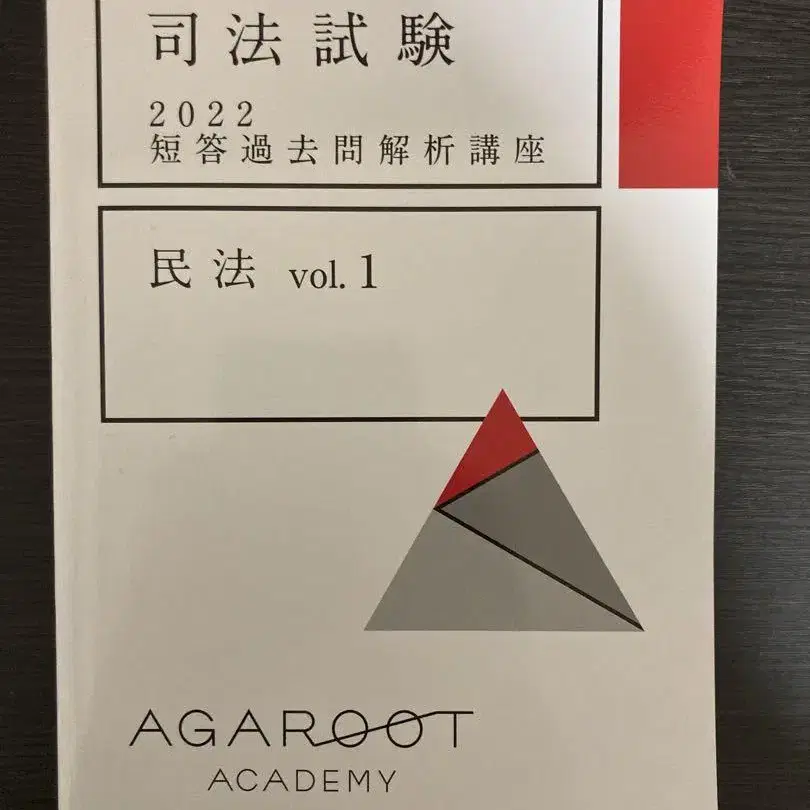 司法試験
2022
短答過去問解析講座
民法 vol. 1
AGAROOT
ACADEMY